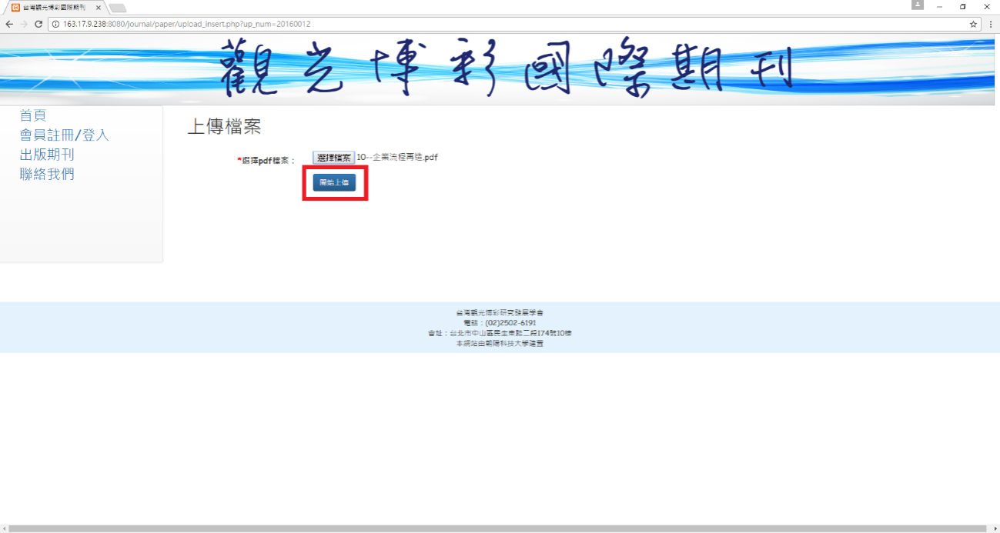 台灣觀光博彩國際期刊
163.17.9.238:8080/journal/paper/upload_insert.php?up_num=20160012
觀光博彩國際期刊
首頁
會員註冊/登入
出版期刊
聯絡我們
上傳檔案
*選擇pdf檔案：
選擇檔案 10--企業流程再造.pdf
開始上傳
台灣觀光博彩研究發展學會
電話：(02)2502-6191
會址：台北市中山區民生東路二段174號10樓
本網站由朝陽科技大學建置